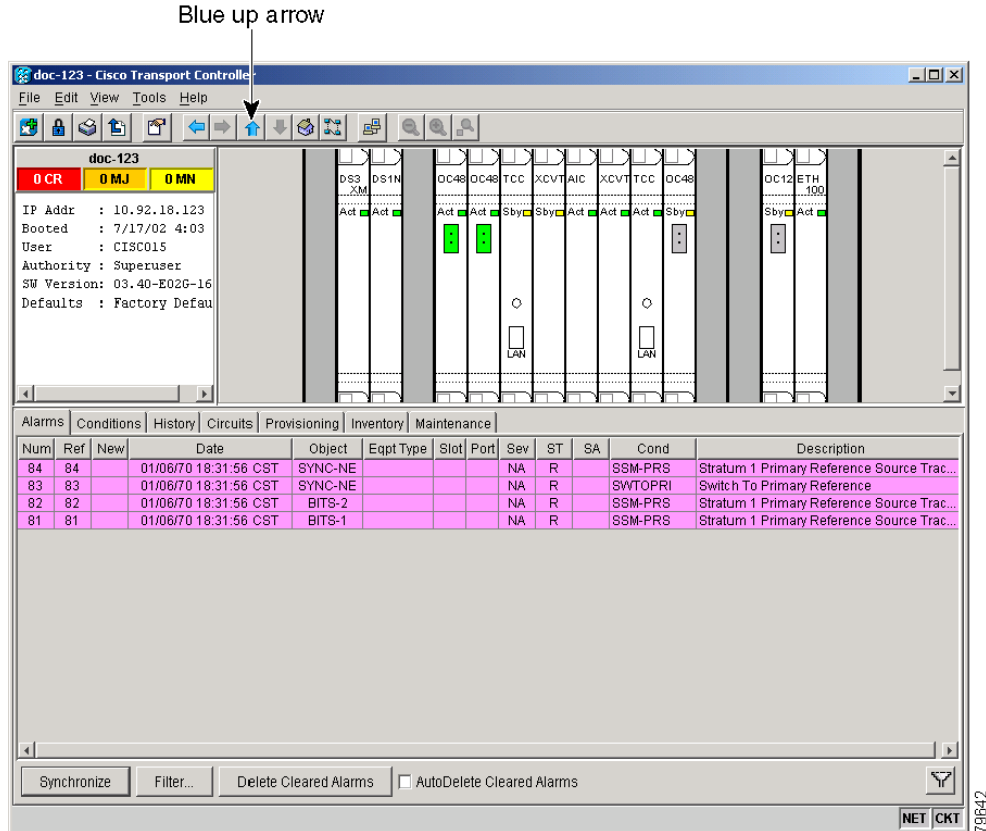 Blue up arrow
doc-123 - Cisco Transport Controller
File Edit View Tools Help
doc-123
0 CR 0 MJ 0 MN
IP Addr : 10.92.18.123
Booted : 7/17/02 4:03
User : CISCO15
Authority : Superuser
SW Version: 03.40-E02G-16
Defaults : Factory Defau
DS3 XM DS1N OC48 OC48 TCC XCVT AIC XCVT TCC OC48 OC12 ETH 100
Act Act Act Act Sby Sby Act Act Act Sby Sby Act
LAN LAN
Alarms Conditions History Circuits Provisioning Inventory Maintenance
Num Ref New Date Object Eqpt Type Slot Port Sev ST SA Cond Description
84 84 01/06/70 18:31:56 CST SYNC-NE NA R SSM-PRS Stratum 1 Primary Reference Source Trac...
83 83 01/06/70 18:31:56 CST SYNC-NE NA R SWTOPRI Switch To Primary Reference
82 82 01/06/70 18:31:56 CST BITS-2 NA R SSM-PRS Stratum 1 Primary Reference Source Trac...
81 81 01/06/70 18:31:56 CST BITS-1 NA R SSM-PRS Stratum 1 Primary Reference Source Trac...
Synchronize Filter... Delete Cleared Alarms AutoDelete Cleared Alarms
NET CKT
79642